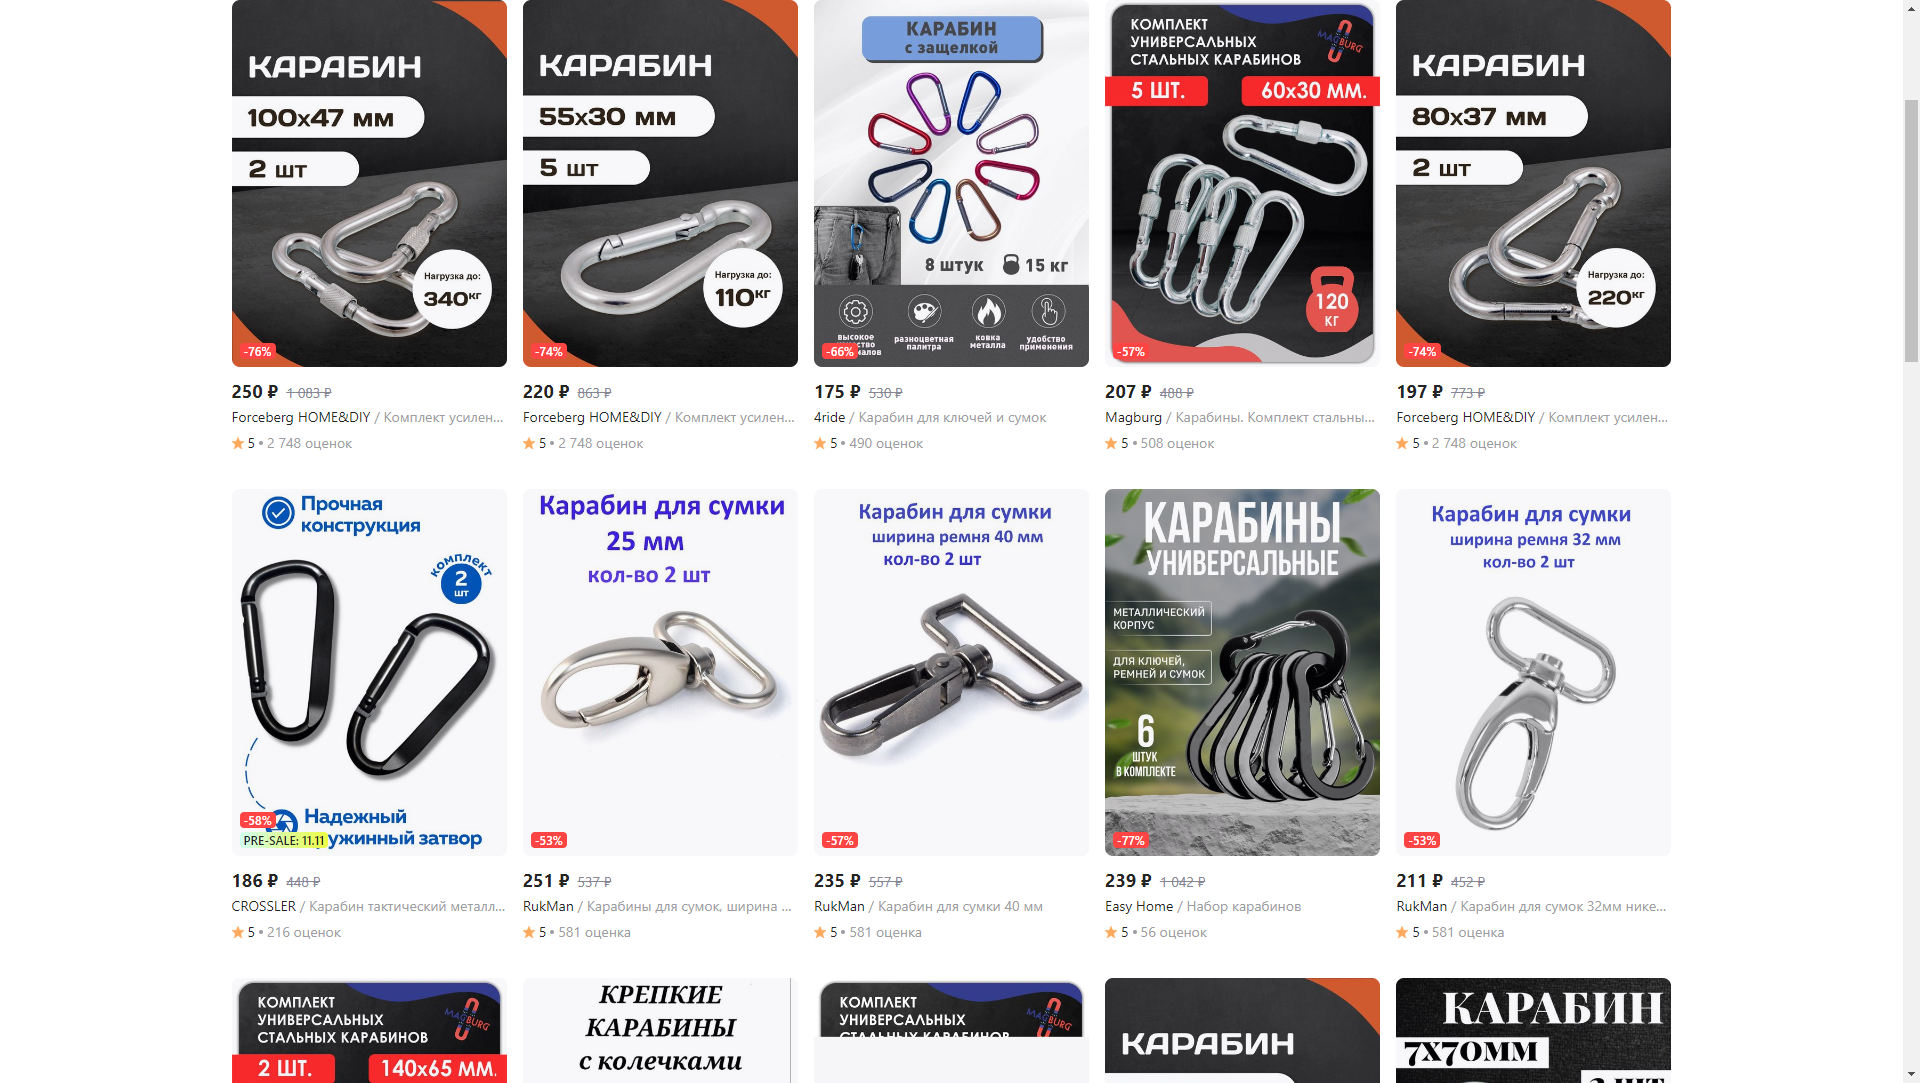 КАРАБИН
100x47 мм
2 шт
Нагрузка до:
340кг
-76%
250 ₽ 1 083 ₽
Forceberg HOME&DIY / Комплект усилен...
5 • 2 748 оценок
КАРАБИН
55x30 мм
5 шт
Нагрузка до:
110кг
-74%
220 ₽ 863 ₽
Forceberg HOME&DIY / Комплект усилен...
5 • 2 748 оценок
КАРАБИН
с защелкой
8 штук
15 кг
высокое
разноцветная
палитра
ковка
металла
удобство
применения
-66%
175 ₽ 530 ₽
4ride / Карабин для ключей и сумок
5 • 490 оценок
КОМПЛЕКТ
УНИВЕРСАЛЬНЫХ
СТАЛЬНЫХ КАРАБИНОВ
MAGBURG
5 ШТ.
60x30 ММ.
120
КГ
-57%
207 ₽ 488 ₽
Magburg / Карабины. Комплект стальны...
5 • 508 оценок
КАРАБИН
80x37 мм
2 шт
Нагрузка до:
220кг
-74%
197 ₽ 773 ₽
Forceberg HOME&DIY / Комплект усилен...
5 • 2 748 оценок
Прочная
конструкция
комплект
2
шт
Надежный
-58%
PRE-SALE: 11.11
затвор
186 ₽ 448 ₽
CROSSLER / Карабин тактический металл...
5 • 216 оценок
Карабин для сумки
25 мм
кол-во 2 шт
-53%
251 ₽ 537 ₽
RukMan / Карабины для сумок, ширина ...
5 • 581 оценка
Карабин для сумки
ширина ремня 40 мм
кол-во 2 шт
-57%
235 ₽ 557 ₽
RukMan / Карабин для сумки 40 мм
5 • 581 оценка
КАРАБИНЫ
УНИВЕРСАЛЬНЫЕ
МЕТАЛЛИЧЕСКИЙ
КОРПУС
ДЛЯ КЛЮЧЕЙ,
РЕМНЕЙ И СУМОК
6
ШТУК
В КОМПЛЕКТЕ
-77%
239 ₽ 1 042 ₽
Easy Home / Набор карабинов
5 • 56 оценок
Карабин для сумки
ширина ремня 32 мм
кол-во 2 шт
-53%
211 ₽ 452 ₽
RukMan / Карабин для сумок 32мм нике...
5 • 581 оценка
КОМПЛЕКТ
УНИВЕРСАЛЬНЫХ
СТАЛЬНЫХ КАРАБИНОВ
MAGBURG
2 ШТ.
140x65 ММ.
КРЕПКИЕ
КАРАБИНЫ
с колечками
КОМПЛЕКТ
УНИВЕРСАЛЬНЫХ
СТАЛЬНЫХ КАРАБИНОВ
MAGBURG
КАРАБИН
КАРАБИН
7X70ММ